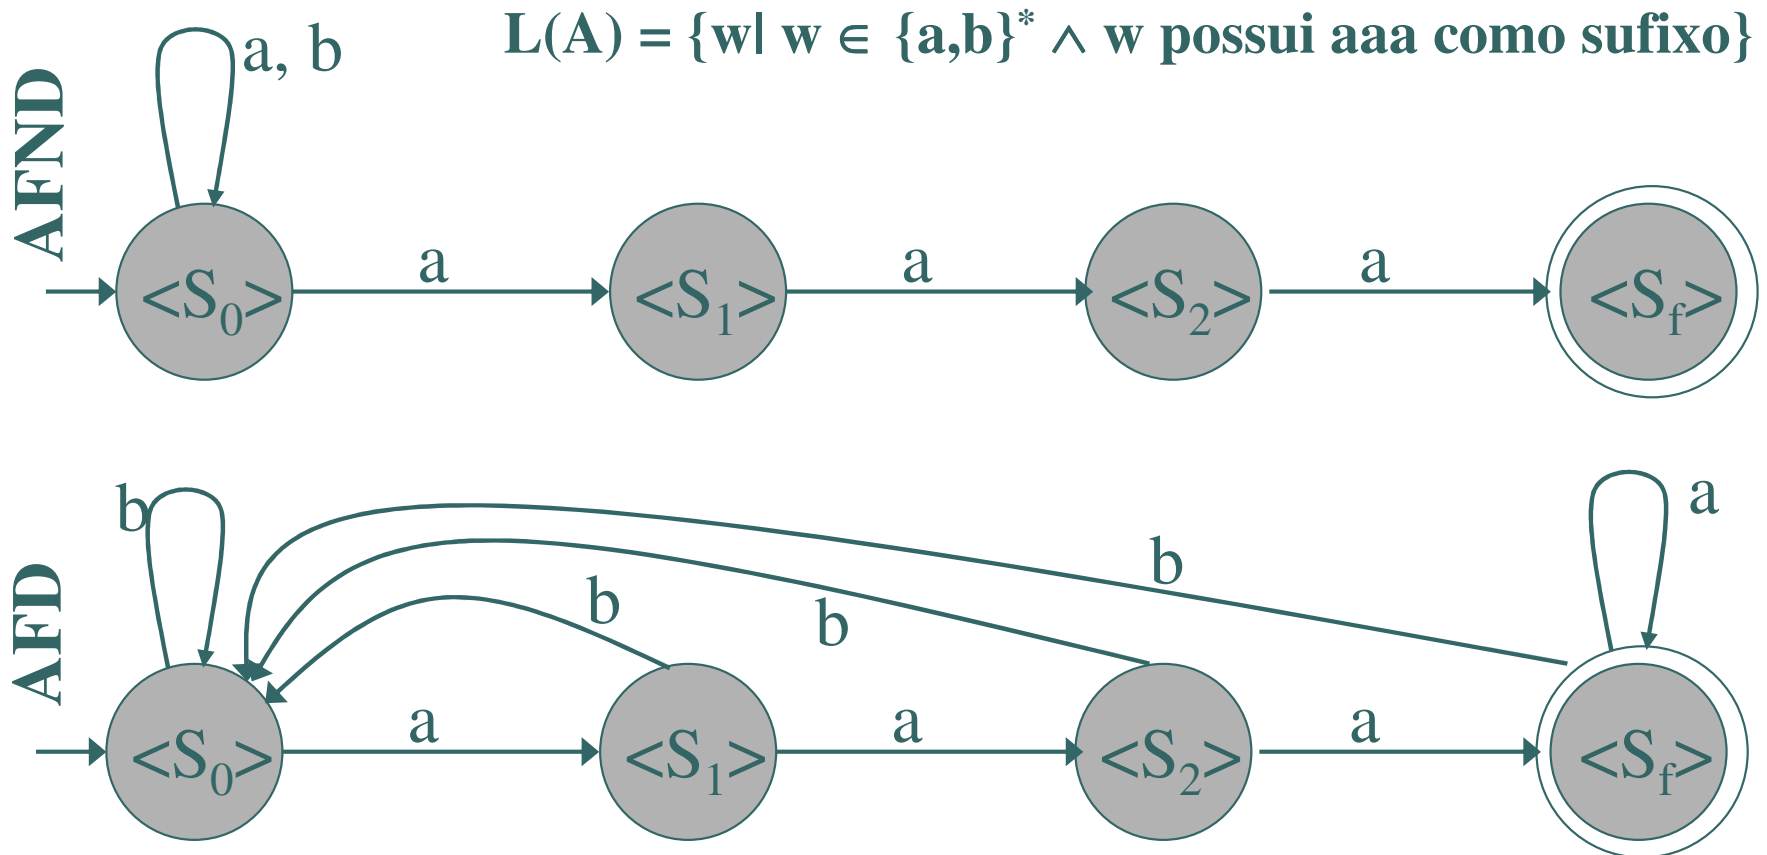 L(A) = {w| w ∈ {a,b}* ∧ w possui aaa como sufixo}
AFND
a, b
<S0> a <S1> a <S2> a <Sf>
AFD
b
b
b
b
a
<S0> a <S1> a <S2> a <Sf>